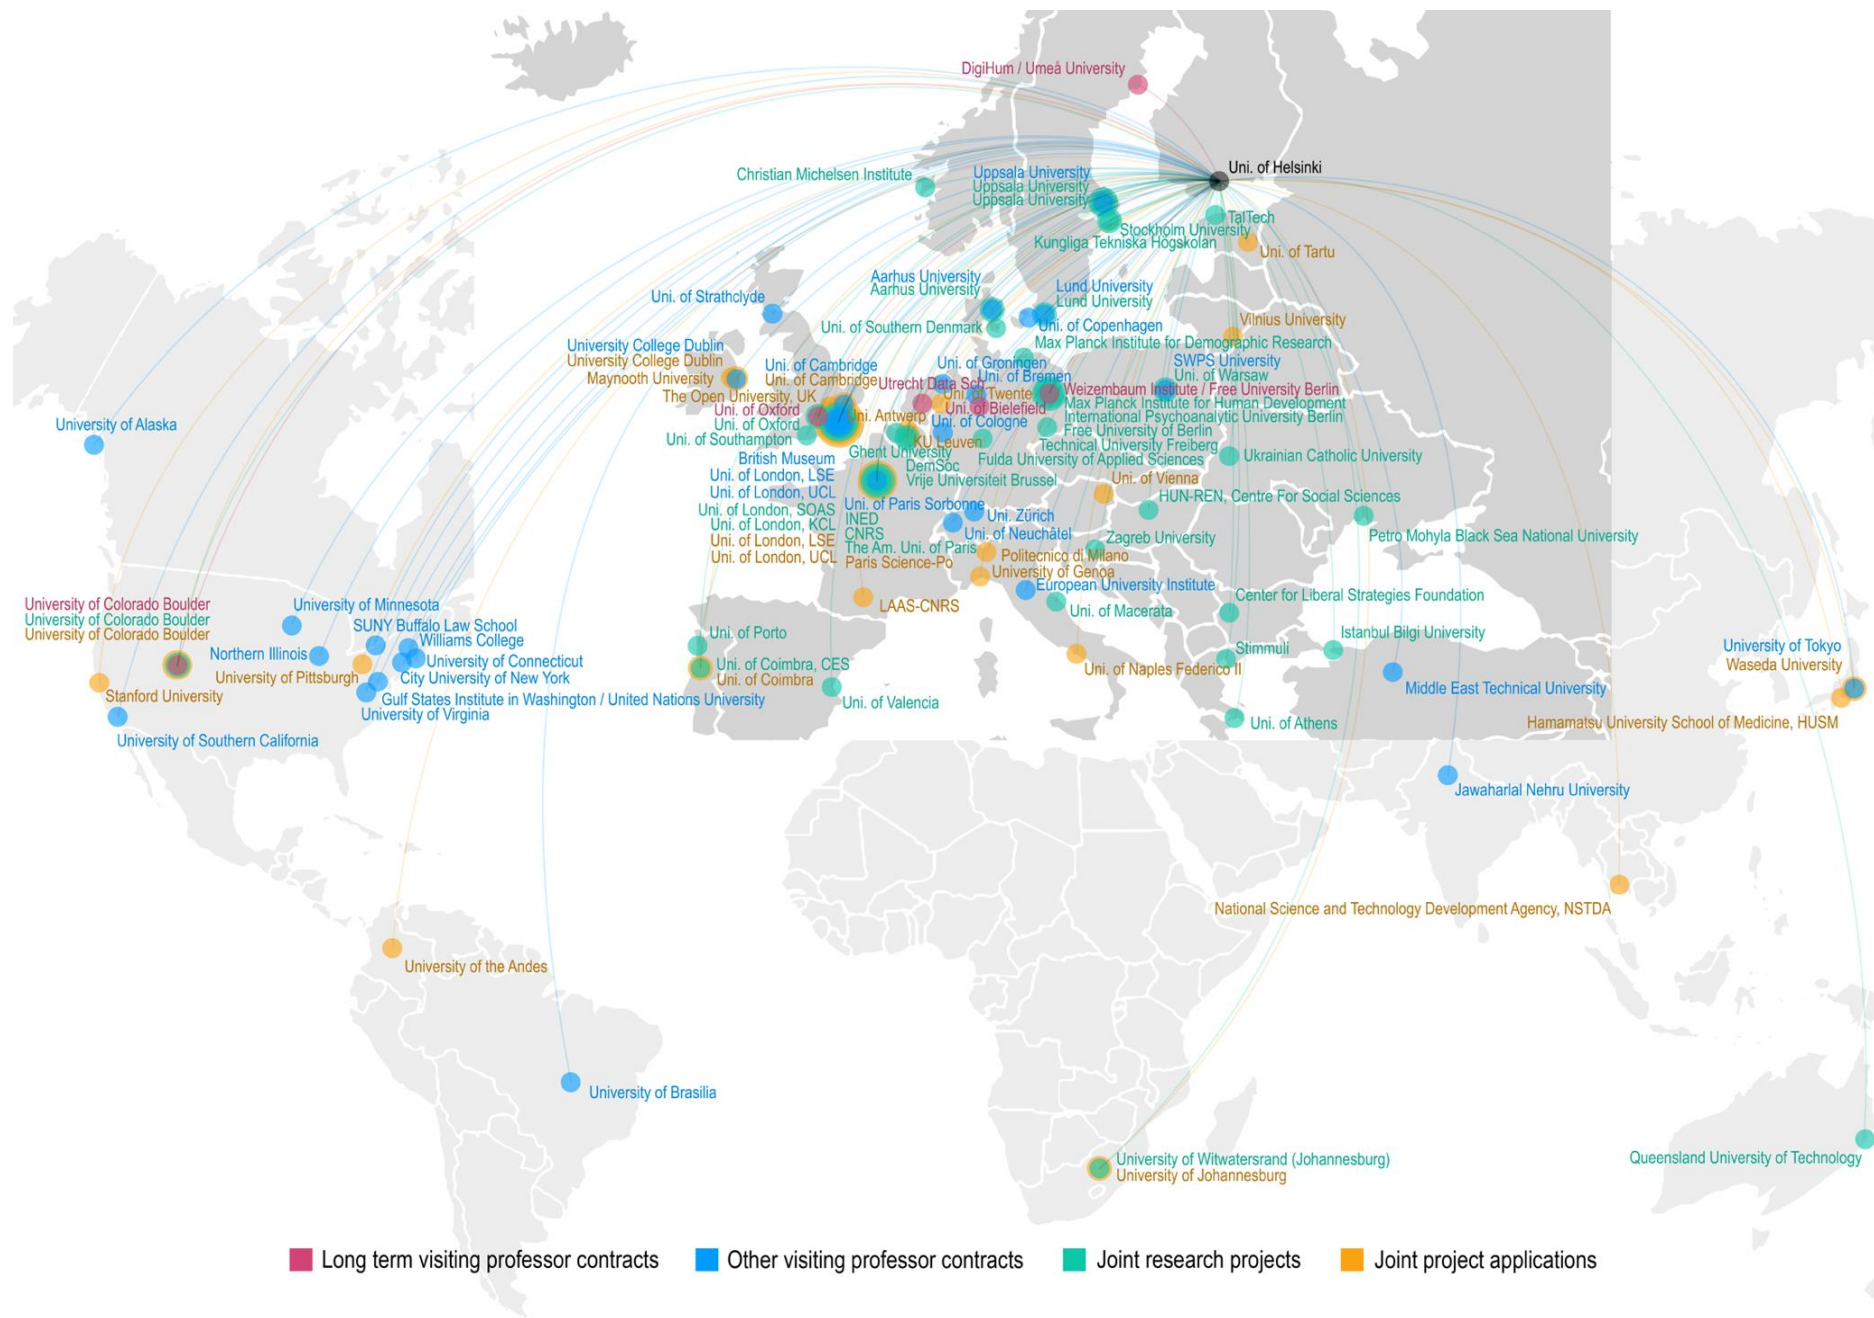 DigiHum / Umeå University
Uni. of Helsinki
Christian Michelsen Institute
Uppsala University
Uppsala University
Uppsala University
TalTech
Stockholm University
Kungliga Tekniska Högskolan
Uni. of Tartu
Aarhus University
Aarhus University
Lund University
Lund University
Uni. of Strathclyde
Uni. of Southern Denmark
Uni. of Copenhagen
Vilnius University
Max Planck Institute for Demographic Research
University College Dublin
University College Dublin
Maynooth University
Uni. of Cambridge
Uni. of Cambridge
The Open University, UK
Uni. of Groningen
Uni. of Bremen
Utrecht Data Sch
Uni. of Twente
Uni. of Bielefield
SWPS University
Uni. of Warsaw
Weizenbaum Institute / Free University Berlin
Max Planck Institute for Human Development
International Psychoanalytic University Berlin
Free University of Berlin
Technical University Freiberg
Fulda University of Applied Sciences
Uni. of Oxford
Uni. of Oxford
Uni. of Southampton
Uni. Antwerp
Uni. of Cologne
KU Leuven
Ghent University
DemSoc
Vrije Universiteit Brussel
Ukrainian Catholic University
University of Alaska
British Museum
Uni. of London, LSE
Uni. of London, UCL
Uni. of London, SOAS
Uni. of London, KCL
Uni. of London, LSE
Uni. of London, UCL
Uni. of Paris Sorbonne
INED
CNRS
The Am. Uni. of Paris
Paris Science-Po
Uni. of Vienna
HUN-REN, Centre For Social Sciences
Uni. Zürich
Uni. of Neuchâtel
Zagreb University
Petro Mohyla Black Sea National University
Politecnico di Milano
University of Genoa
European University Institute
LAAS-CNRS
Uni. of Macerata
Center for Liberal Strategies Foundation
University of Colorado Boulder
University of Colorado Boulder
University of Colorado Boulder
University of Minnesota
SUNY Buffalo Law School
Williams College
Northern Illinois
University of Connecticut
University of Pittsburgh
City University of New York
Stanford University
Gulf States Institute in Washington / United Nations University
University of Virginia
University of Southern California
Uni. of Porto
Uni. of Coimbra, CES
Uni. of Coimbra
Uni. of Valencia
Uni. of Naples Federico II
Stimmuli
Istanbul Bilgi University
Middle East Technical University
Uni. of Athens
University of Tokyo
Waseda University
Hamamatsu University School of Medicine, HUSM
Jawaharlal Nehru University
National Science and Technology Development Agency, NSTDA
University of the Andes
University of Brasilia
University of Witwatersrand (Johannesburg)
University of Johannesburg
Queensland University of Technology
Long term visiting professor contracts
Other visiting professor contracts
Joint research projects
Joint project applications